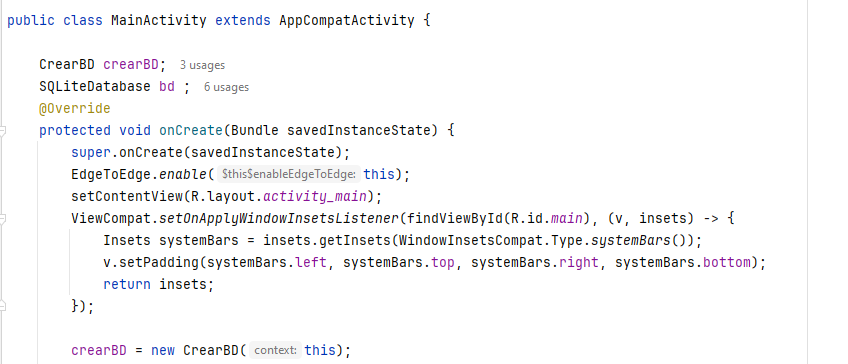 public class MainActivity extends AppCompatActivity {
CrearBD crearBD; 3 usages
SQLiteDatabase bd ; 6 usages
@Override
protected void onCreate(Bundle savedInstanceState) {
super.onCreate(savedInstanceState);
EdgeToEdge.enable( $this$enableEdgeToEdge: this);
setContentView(R.layout.activity_main);
ViewCompat.setOnApplyWindowInsetsListener(findViewById(R.id.main), (v, insets) -> {
Insets systemBars = insets.getInsets(WindowInsetsCompat.Type.systemBars());
v.setPadding(systemBars.left, systemBars.top, systemBars.right, systemBars.bottom);
return insets;
});
crearBD = new CrearBD( context: this);